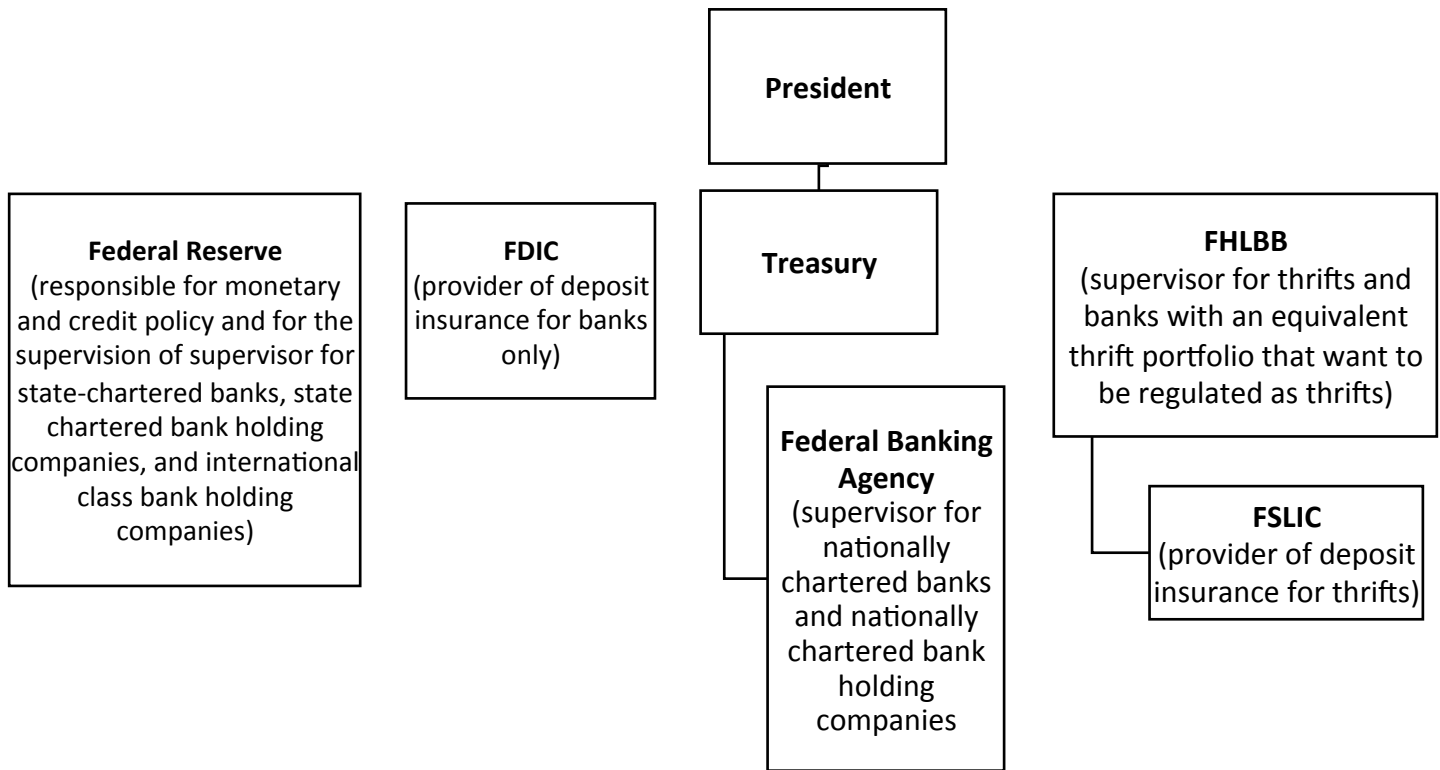 President
Federal Reserve
(responsible for monetary
and credit policy and for the
supervision of supervisor for
state-chartered banks, state
chartered bank holding
companies, and international
class bank holding
companies)
FDIC
(provider of deposit
insurance for banks
only)
Treasury
Federal Banking
Agency
(supervisor for
nationally
chartered banks
and nationally
chartered bank
holding
companies
FHLBB
(supervisor for thrifts and
banks with an equivalent
thrift portfolio that want to
be regulated as thrifts)
FSLIC
(provider of deposit
insurance for thrifts)